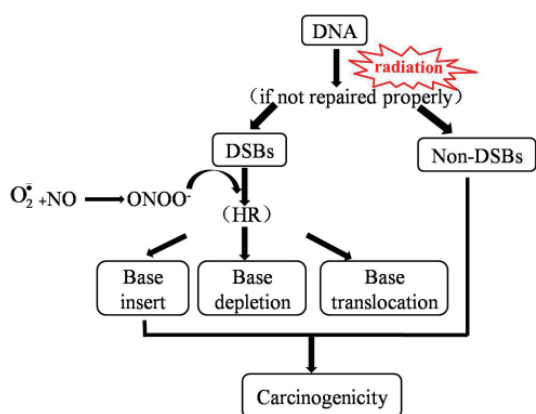 DNA
radiation
(if not repaired properly)
DSBs
Non-DSBs
O₂•̄ +NO
ONOO⁻
(HR)
Base
insert
Base
depletion
Base
translocation
Carcinogenicity